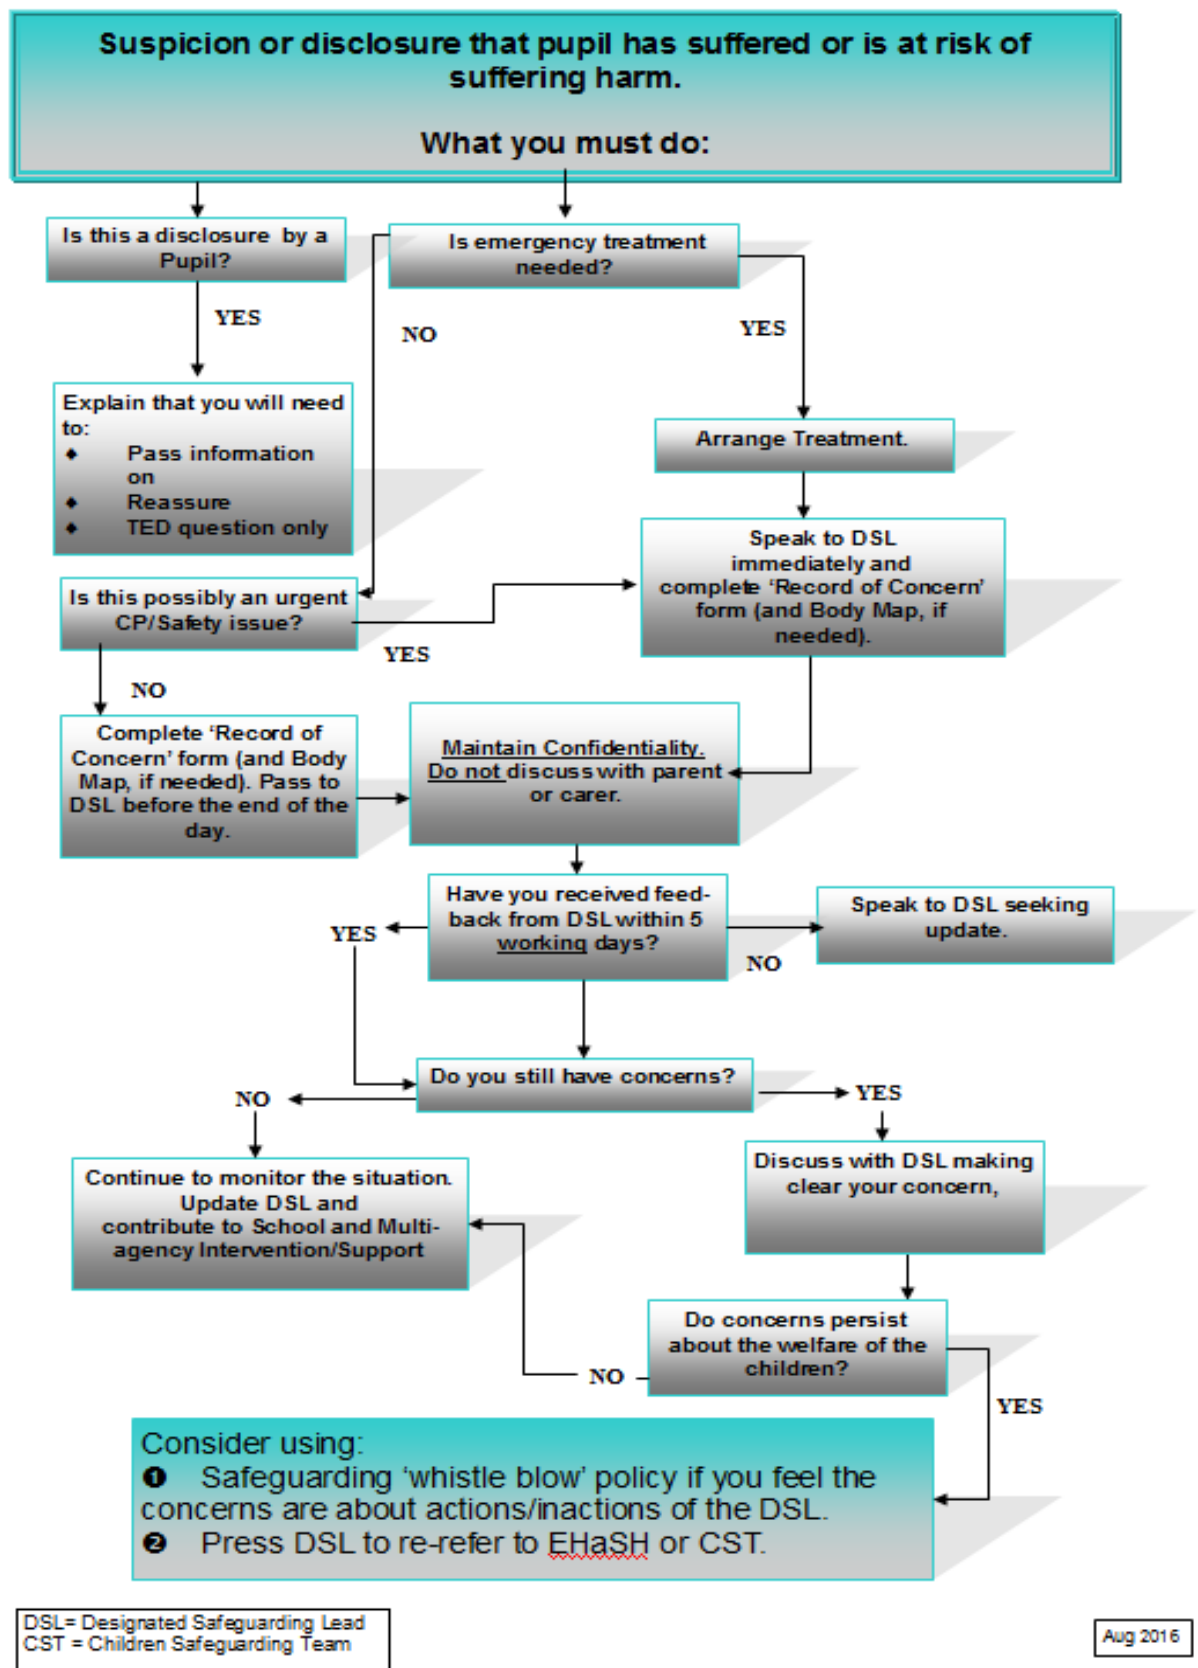 Suspicion or disclosure that pupil has suffered or is at risk of
suffering harm.
What you must do:
Is this a disclosure by a
Pupil?
Is emergency treatment
needed?
YES
NO
YES
Explain that you will need
to:
◆ Pass information
on
◆ Reassure
◆ TED question only
Arrange Treatment.
Speak to DSL
immediately and
complete ‘Record of Concern’
form (and Body Map, if
needed).
Is this possibly an urgent
CP/Safety issue?
YES
NO
Complete ‘Record of
Concern’ form (and Body
Map, if needed). Pass to
DSL before the end of the
day.
Maintain Confidentiality.
Do not discuss with parent
or carer.
Have you received feed-
back from DSL within 5
working days?
YES
NO
Speak to DSL seeking
update.
Do you still have concerns?
NO
YES
Continue to monitor the situation.
Update DSL and
contribute to School and Multi-
agency Intervention/Support
Discuss with DSL making
clear your concern,
Do concerns persist
about the welfare of the
children?
NO
YES
Consider using:
❶ Safeguarding ‘whistle blow’ policy if you feel the
concerns are about actions/inactions of the DSL.
❷ Press DSL to re-refer to EHaSH or CST.
DSL= Designated Safeguarding Lead
CST = Children Safeguarding Team
Aug 2016